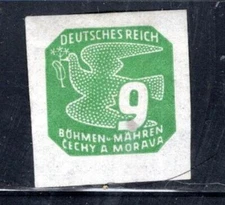 DEUTSCHES REICH
9
BÖHMEN-MÄHREN
ČECHY A MORAVA